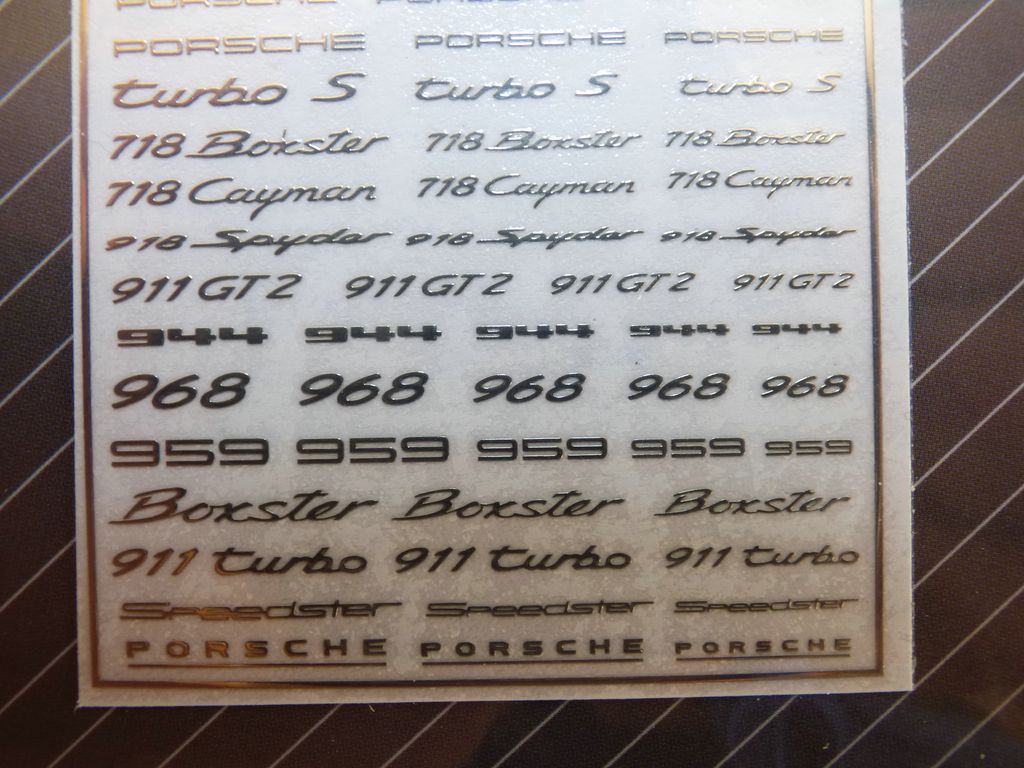 PORSCHE PORSCHE
PORSCHE PORSCHE PORSCHE
turbo S turbo S turbo S
718 Boxster 718 Boxster 718 Boxster
718 Cayman 718 Cayman 718 Cayman
918 Spyder 918 Spyder 918 Spyder
911 GT2 911 GT2 911 GT2 911 GT2
944 944 944 944 944
968 968 968 968 968
959 959 959 959 959
Boxster Boxster Boxster
911 turbo 911 turbo 911 turbo
Speedster Speedster Speedster
PORSCHE PORSCHE PORSCHE